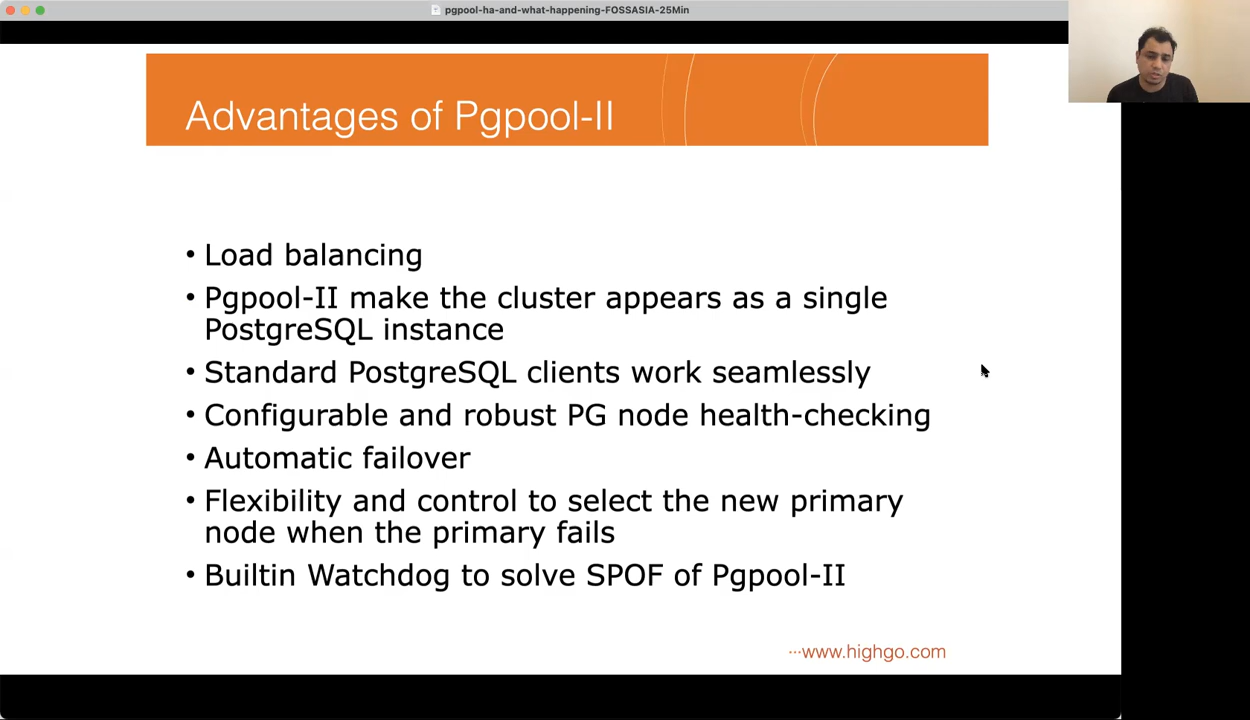 pgpool-ha-and-what-happening-FOSSASIA-25Min
Advantages of Pgpool-II
• Load balancing
• Pgpool-II make the cluster appears as a single
PostgreSQL instance
• Standard PostgreSQL clients work seamlessly
• Configurable and robust PG node health-checking
• Automatic failover
• Flexibility and control to select the new primary
node when the primary fails
• Builtin Watchdog to solve SPOF of Pgpool-II
···www.highgo.com